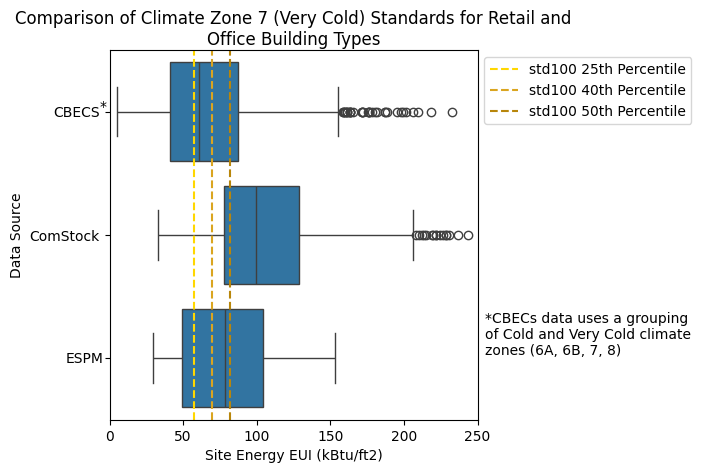 Comparison of Climate Zone 7 (Very Cold) Standards for Retail and
Office Building Types
std100 25th Percentile
std100 40th Percentile
std100 50th Percentile
CBECS*
ComStock
ESPM
Data Source
*CBECs data uses a grouping
of Cold and Very Cold climate
zones (6A, 6B, 7, 8)
0 50 100 150 200 250
Site Energy EUI (kBtu/ft2)